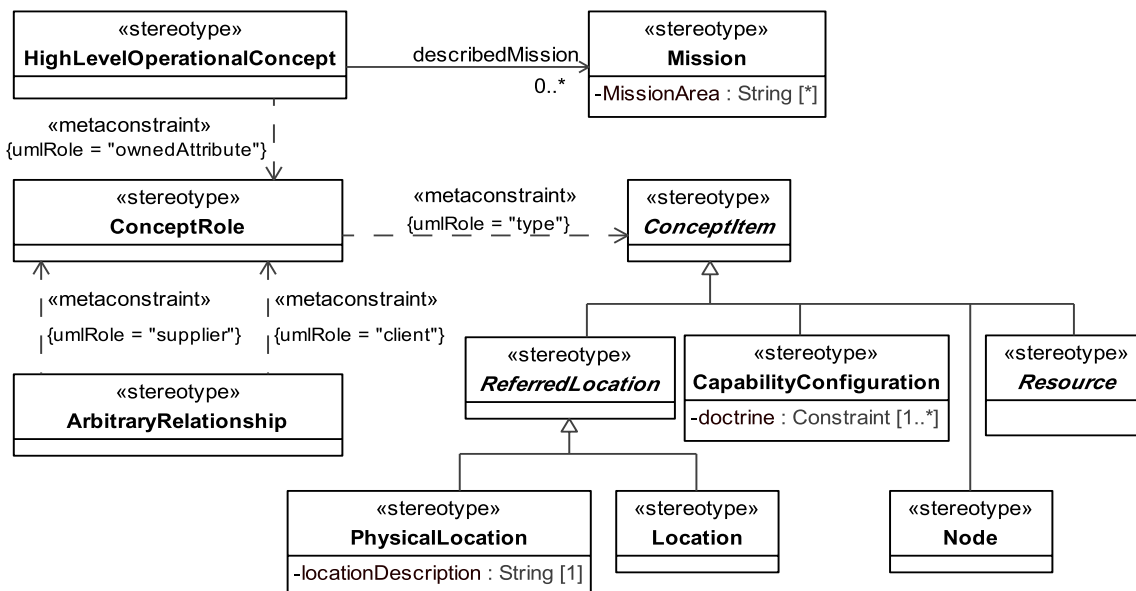 «stereotype»
HighLevelOperationalConcept
describedMission
0..*
«stereotype»
Mission
-MissionArea : String [*]
«metaconstraint»
{umlRole = "ownedAttribute"}
«stereotype»
ConceptRole
«metaconstraint»
{umlRole = "type"}
«stereotype»
ConceptItem
«metaconstraint»
{umlRole = "supplier"}
«metaconstraint»
{umlRole = "client"}
«stereotype»
ArbitraryRelationship
«stereotype»
ReferredLocation
«stereotype»
CapabilityConfiguration
-doctrine : Constraint [1..*]
«stereotype»
Resource
«stereotype»
PhysicalLocation
-locationDescription : String [1]
«stereotype»
Location
«stereotype»
Node